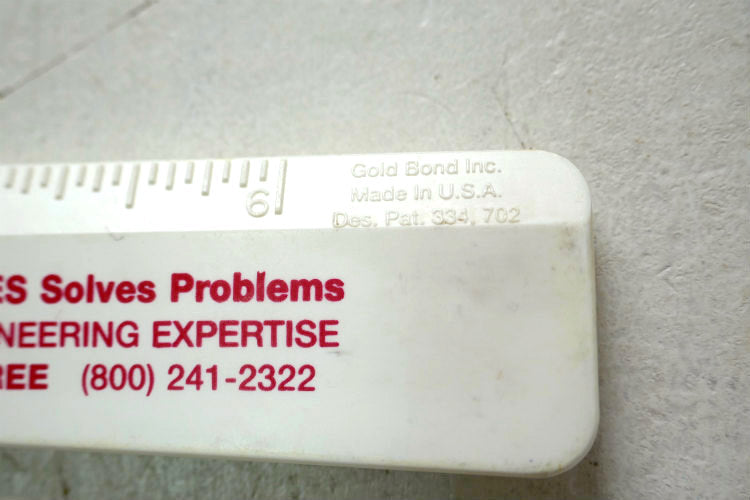 6
Gold Bond Inc.
Made In U.S.A.
Des. Pat. 334, 702
ES Solves Problems
NEERING EXPERTISE
REE (800) 241-2322